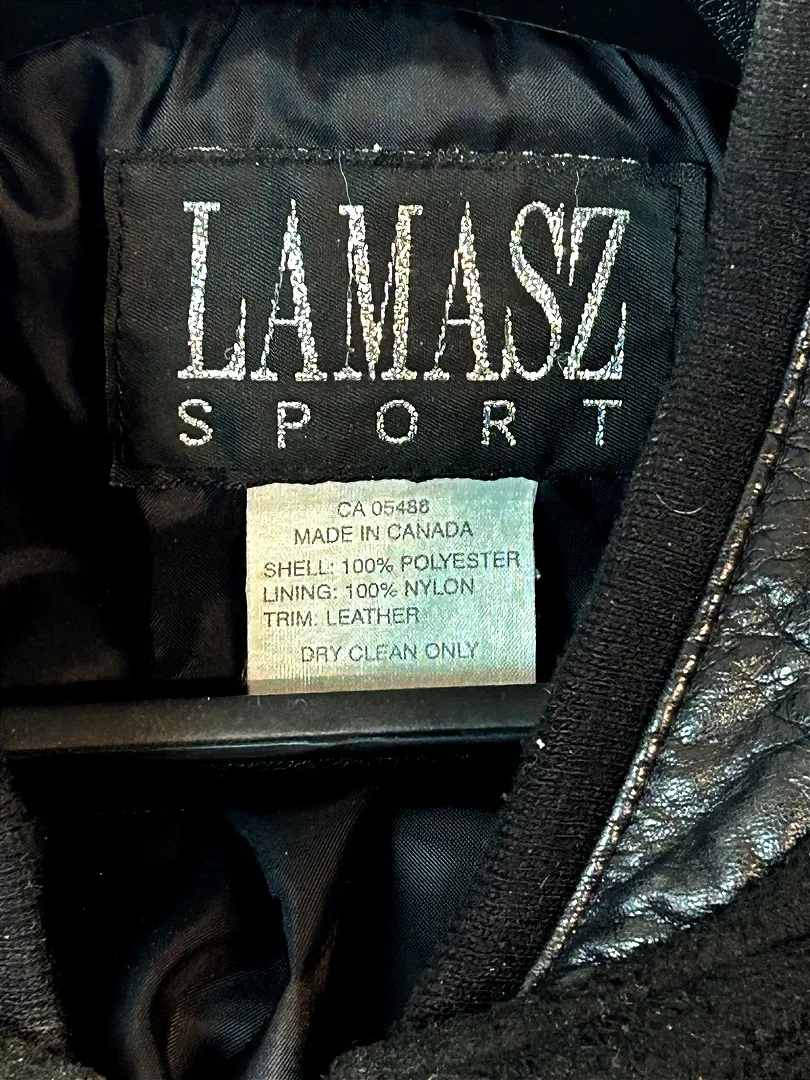 LAMASZ
SPORT
CA 05488
MADE IN CANADA
SHELL: 100% POLYESTER
LINING: 100% NYLON
TRIM: LEATHER
DRY CLEAN ONLY